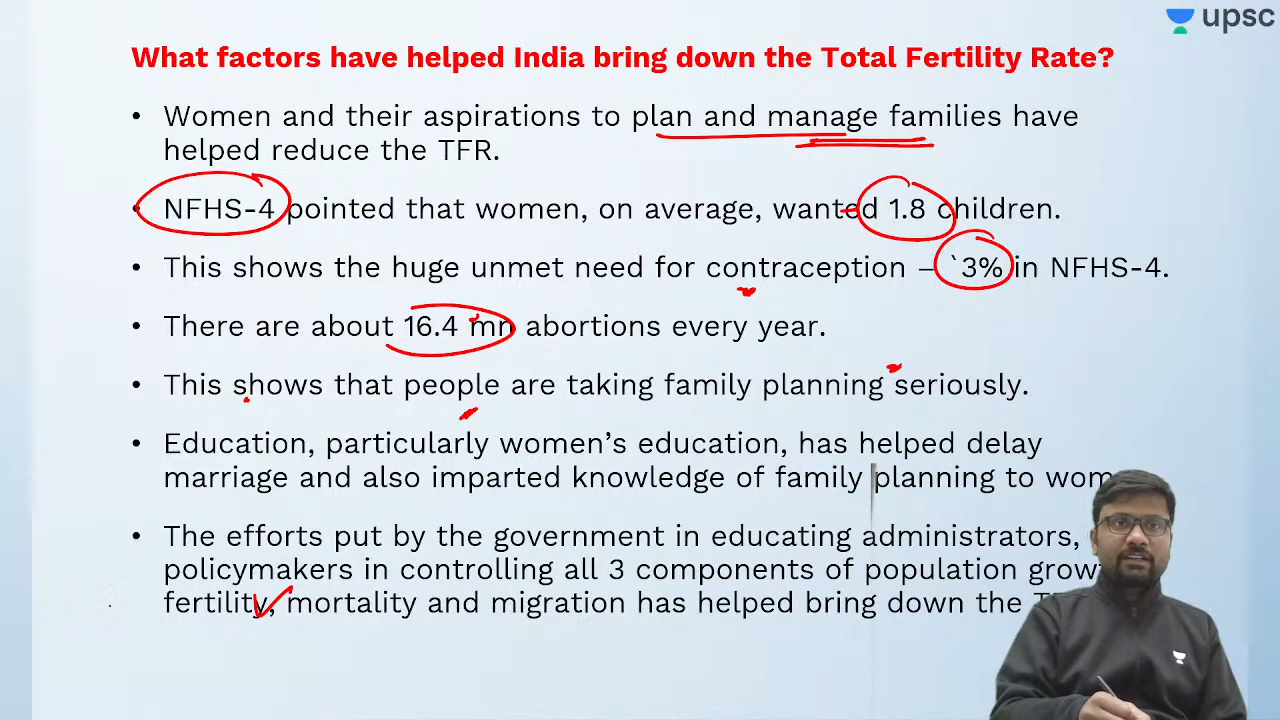 upsc
What factors have helped India bring down the Total Fertility Rate?
• Women and their aspirations to plan and manage families have
helped reduce the TFR.
• NFHS-4 pointed that women, on average, wanted 1.8 children.
• This shows the huge unmet need for contraception – `3% in NFHS-4.
• There are about 16.4 mn abortions every year.
• This shows that people are taking family planning seriously.
• Education, particularly women’s education, has helped delay
marriage and also imparted knowledge of family planning to
• The efforts put by the government in educating administrators,
policymakers in controlling all 3 components of population
fertility, mortality and migration has helped bring down the